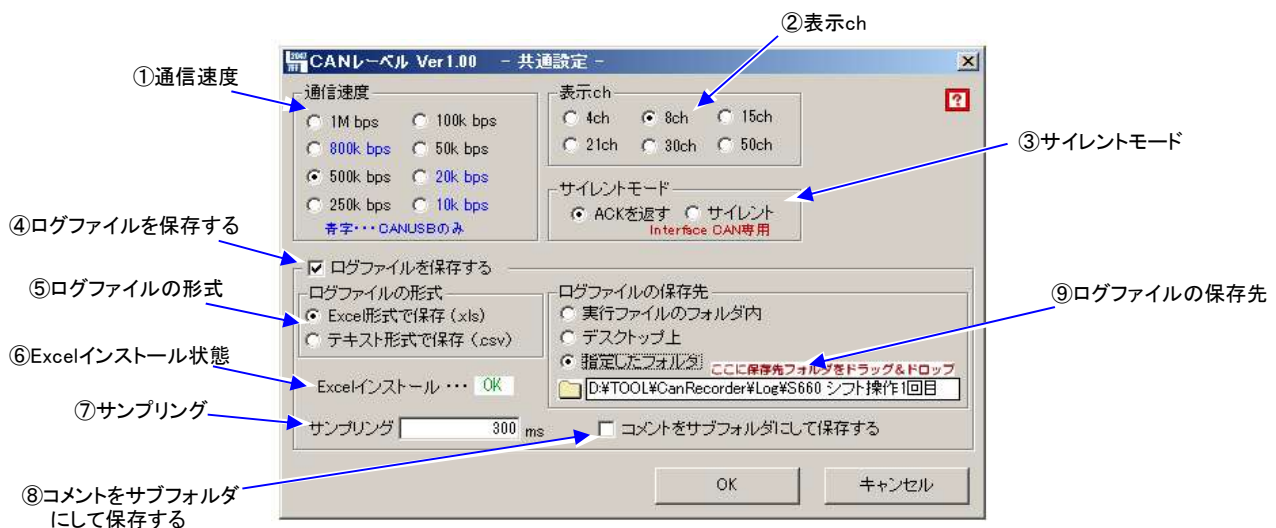 ②表示ch
①通信速度
③サイレントモード
④ログファイルを保存する
⑤ログファイルの形式
⑥Excelインストール状態
⑦サンプリング
⑧コメントをサブフォルダ
にして保存する
⑨ログファイルの保存先
CANレーベル Ver1.00 - 共通設定 -
通信速度
1M bps 100k bps
800k bps 50k bps
500k bps 20k bps
250k bps 10k bps
青字・・・CANUSBのみ
表示ch
4ch 8ch 15ch
21ch 30ch 50ch
?
サイレントモード
ACKを返す サイレント
Interface CAN専用
ログファイルを保存する
ログファイルの形式
Excel形式で保存 (.xls)
テキスト形式で保存 (.csv)
Excelインストール ・・・ OK
サンプリング 300 ms
ログファイルの保存先
実行ファイルのフォルダ内
デスクトップ上
指定したフォルダ
ここに保存先フォルダをドラッグ&ドロップ
D:¥TOOL¥CanRecorder¥Log¥S660 シフト操作1回目
コメントをサブフォルダにして保存する
OK キャンセル